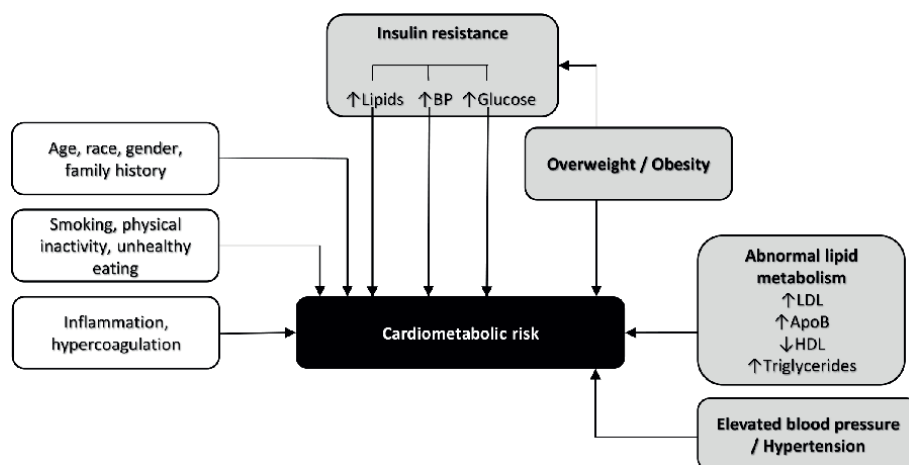 Insulin resistance
↑Lipids ↑BP ↑Glucose
Age, race, gender,
family history
Overweight / Obesity
Smoking, physical
inactivity, unhealthy
eating
Abnormal lipid
metabolism
↑LDL
↑ApoB
↓HDL
↑Triglycerides
Inflammation,
hypercoagulation
Cardiometabolic risk
Elevated blood pressure
/ Hypertension